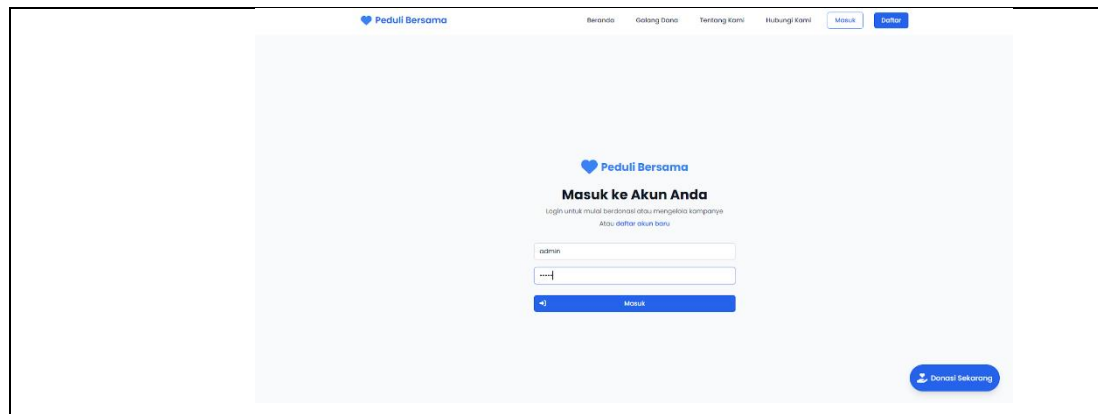 Peduli Bersama
Beranda Galang Dana Tentang Kami Hubungi Kami Masuk Daftar
Peduli Bersama
Masuk ke Akun Anda
Login untuk mulai berdonasi atau mengelola kampanye
Atau daftar akun baru
admin
•••••
Masuk
Donasi Sekarang